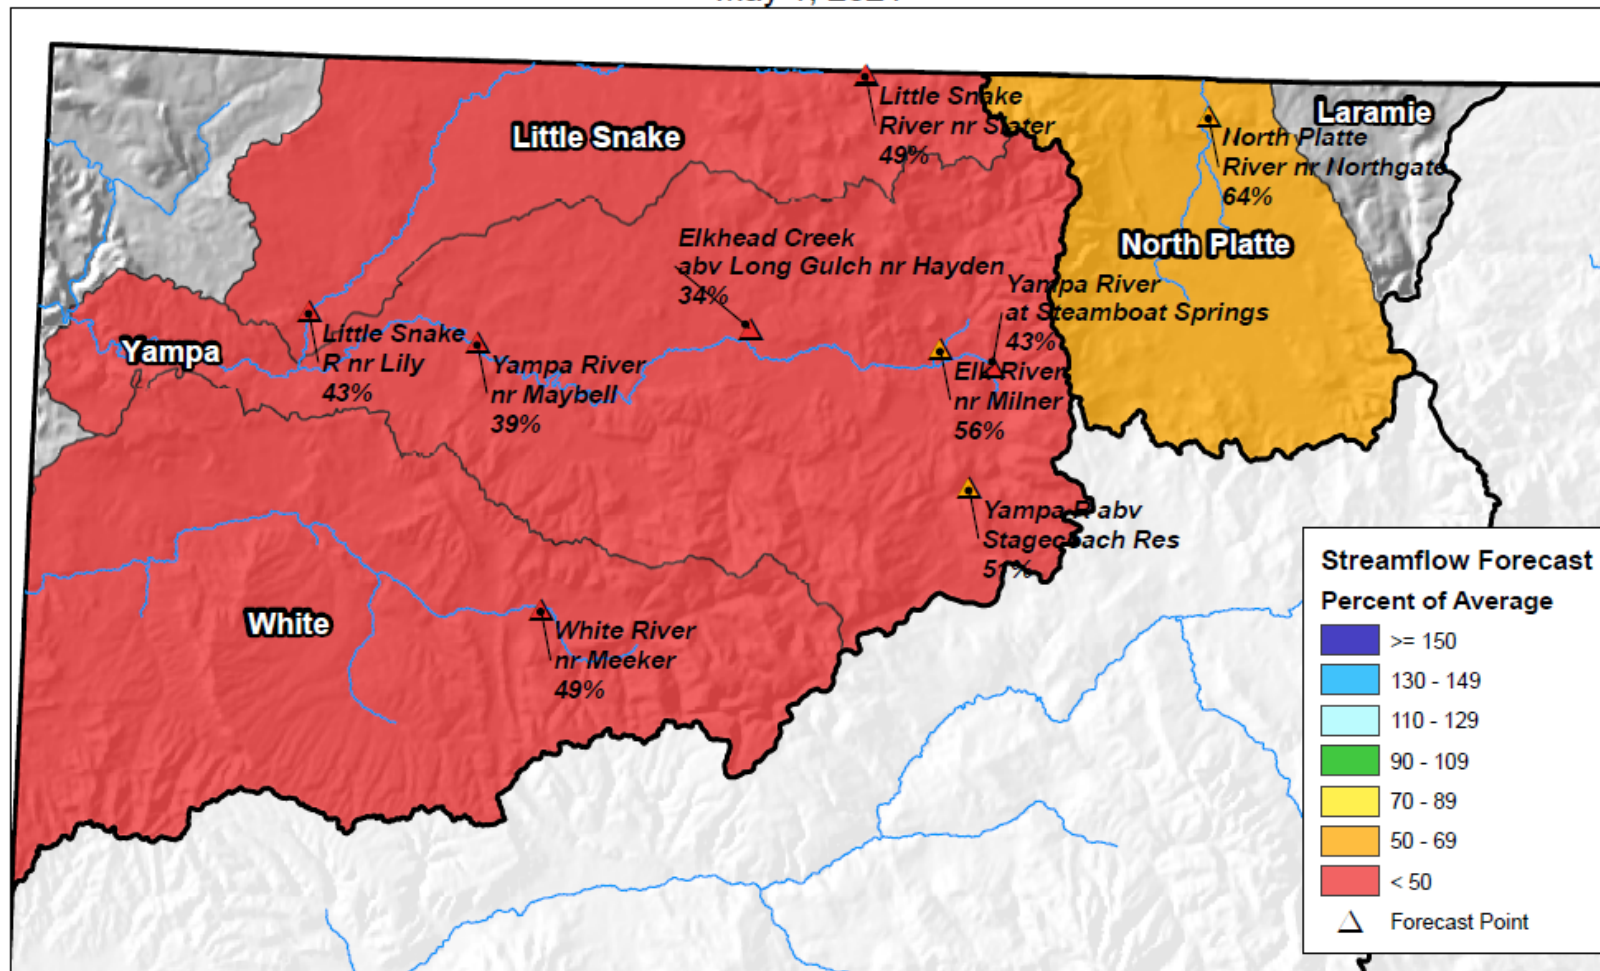 Little Snake
River nr Slater
49%
Little Snake
Laramie
North Platte
River nr Northgate
64%
North Platte
Elkhead Creek
abv Long Gulch nr Hayden
34%
Yampa River
at Steamboat Springs
43%
Little Snake
R nr Lily
43%
Yampa
Yampa River
nr Maybell
39%
Elk River
nr Milner
56%
Yampa R abv
Stagecoach Res
White River
nr Meeker
49%
White
Streamflow Forecast
Percent of Average
>= 150
130 - 149
110 - 129
90 - 109
70 - 89
50 - 69
< 50
Forecast Point